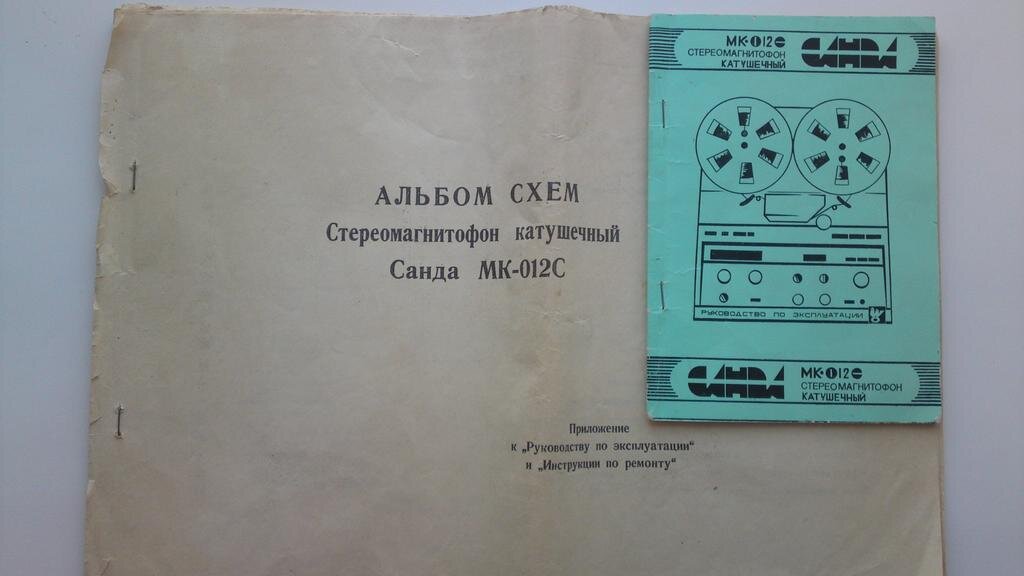 АЛЬБОМ СХЕМ
Стереомагнитофон катушечный
Санда МК-012С
Приложение
к „Руководству по эксплуатации"
и „Инструкции по ремонту"
МК-012С
СТЕРЕОМАГНИТОФОН
КАТУШЕЧНЫЙ
САНДА
РУКОВОДСТВО ПО ЭКСПЛУАТАЦИИ
САНДА
МК-012С
СТЕРЕОМАГНИТОФОН
КАТУШЕЧНЫЙ